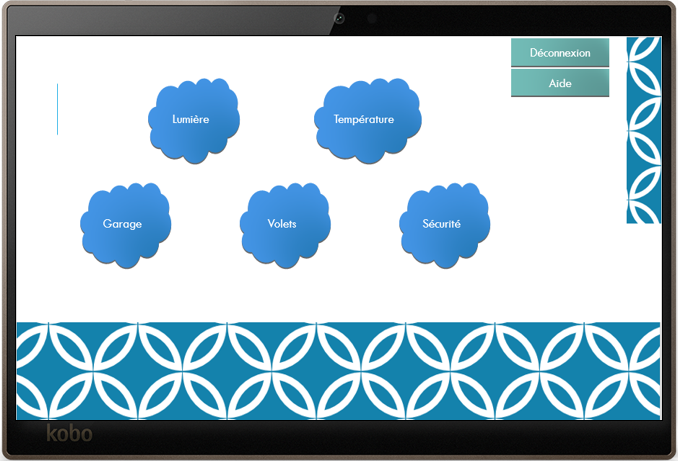 Déconnexion
Aide
Lumière
Température
Garage
Volets
Sécurité
kobo